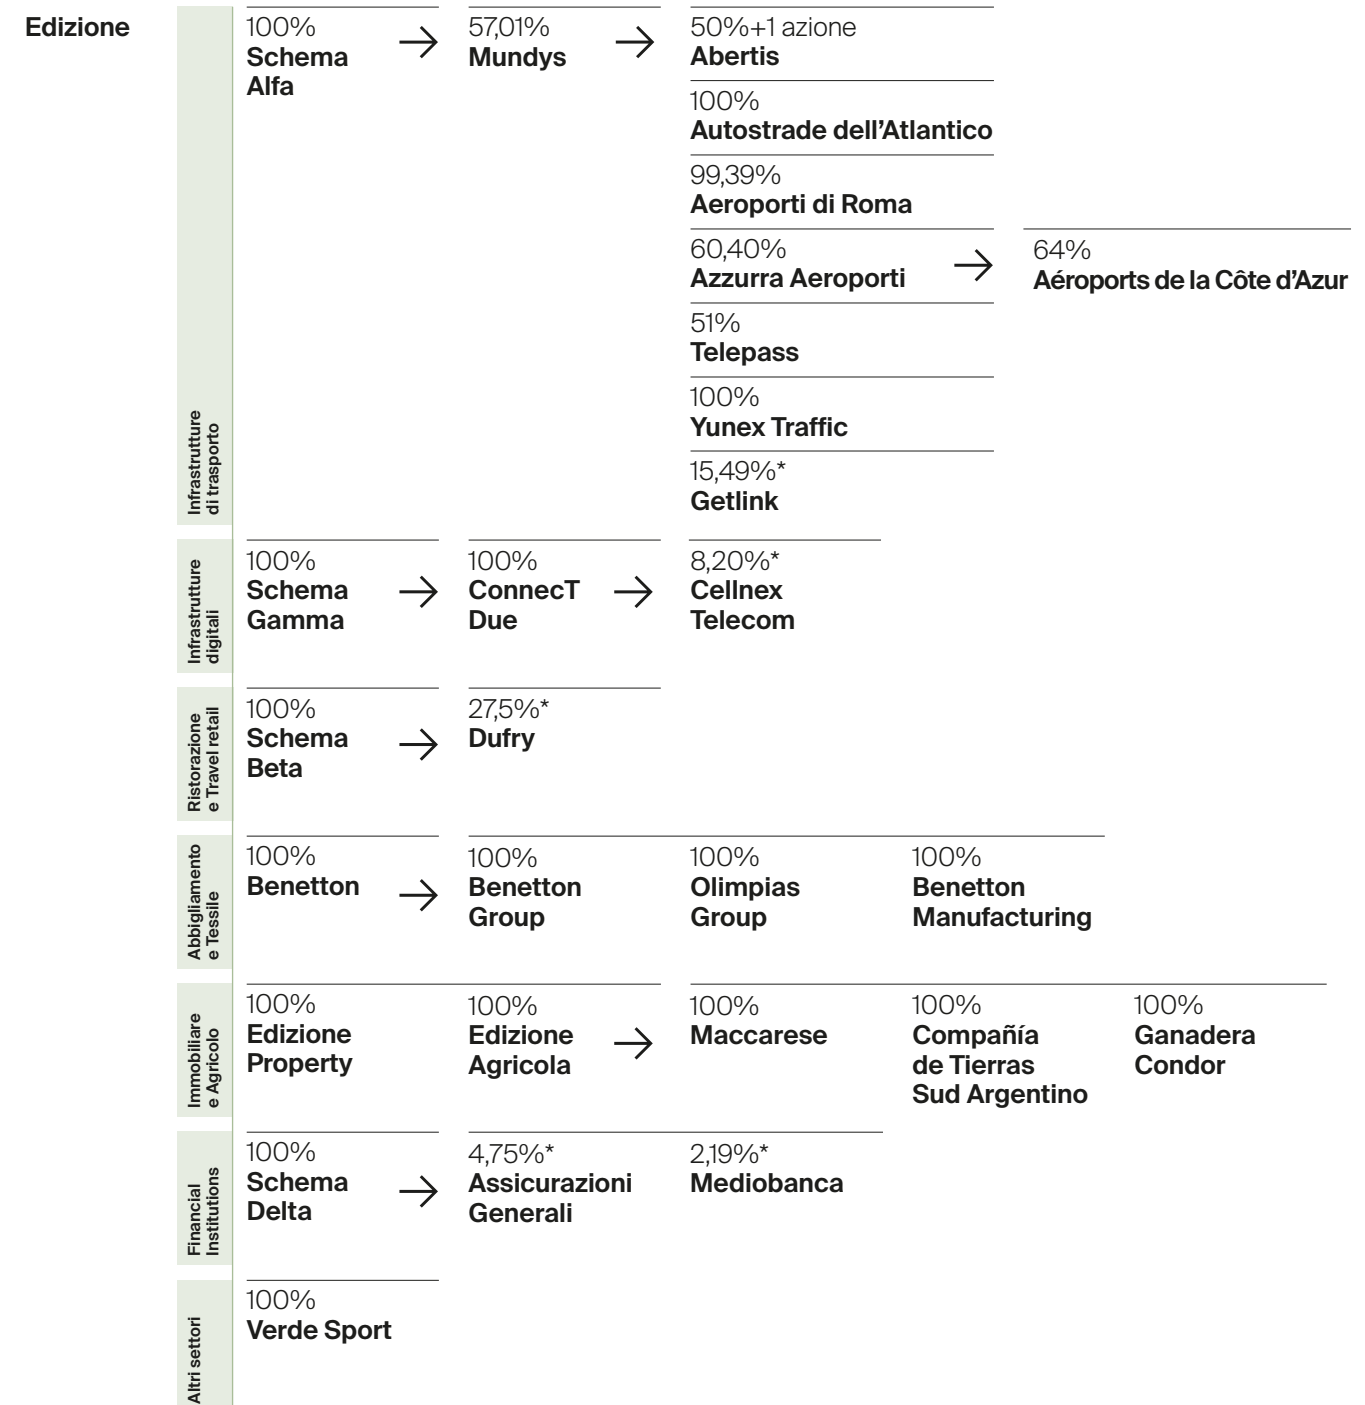 Edizione
Infrastrutture
di trasporto
100%
Schema
Alfa
57,01%
Mundys
50%+1 azione
Abertis
100%
Autostrade dell’Atlantico
99,39%
Aeroporti di Roma
60,40%
Azzurra Aeroporti
64%
Aéroports de la Côte d’Azur
51%
Telepass
100%
Yunex Traffic
15,49%*
Getlink
Infrastrutture
digitali
100%
Schema
Gamma
100%
ConnecT
Due
8,20%*
Cellnex
Telecom
Ristorazione
e Travel retail
100%
Schema
Beta
27,5%*
Dufry
Abbigliamento
e Tessile
100%
Benetton
100%
Benetton
Group
100%
Olimpias
Group
100%
Benetton
Manufacturing
Immobiliare
e Agricolo
100%
Edizione
Property
100%
Edizione
Agricola
100%
Maccarese
100%
Compañía
de Tierras
Sud Argentino
100%
Ganadera
Condor
Financial
Institutions
100%
Schema
Delta
4,75%*
Assicurazioni
Generali
2,19%*
Mediobanca
Altri settori
100%
Verde Sport